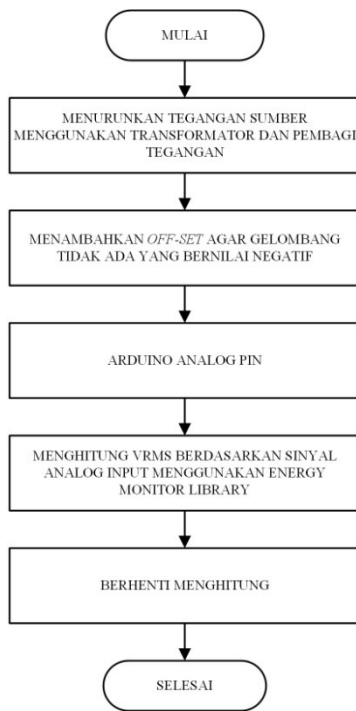 MULAI
MENURUNKAN TEGANGAN SUMBER
MENGGUNAKAN TRANSFORMATOR DAN PEMBAGI
TEGANGAN
MENAMBAHKAN OFF-SET AGAR GELOMBANG
TIDAK ADA YANG BERNILAI NEGATIF
ARDUINO ANALOG PIN
MENGHITUNG VRMS BERDASARKAN SINYAL
ANALOG INPUT MENGGUNAKAN ENERGY
MONITOR LIBRARY
BERHENTI MENGHITUNG
SELESAI